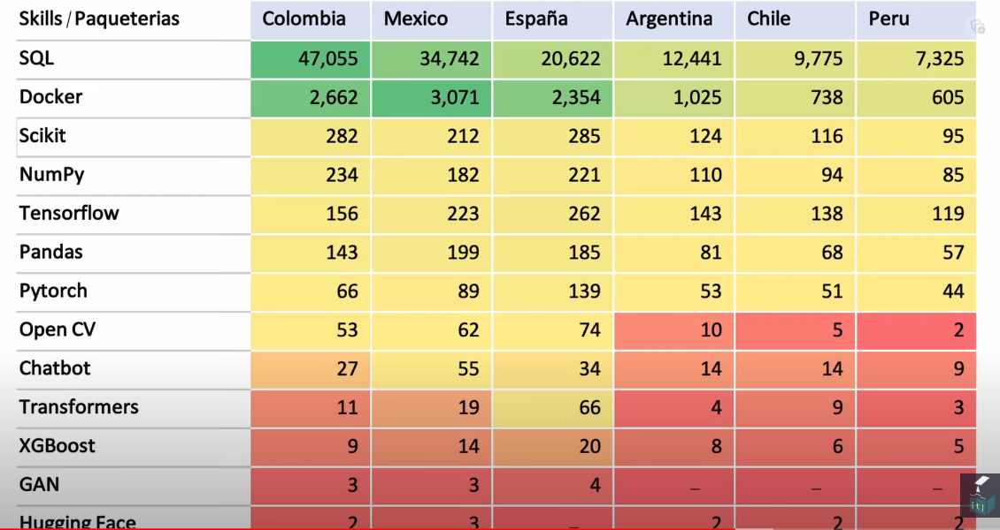 Skills / Paqueterias Colombia Mexico España Argentina Chile Peru
SQL 47,055 34,742 20,622 12,441 9,775 7,325
Docker 2,662 3,071 2,354 1,025 738 605
Scikit 282 212 285 124 116 95
NumPy 234 182 221 110 94 85
Tensorflow 156 223 262 143 138 119
Pandas 143 199 185 81 68 57
Pytorch 66 89 139 53 51 44
Open CV 53 62 74 10 5 2
Chatbot 27 55 34 14 14 9
Transformers 11 19 66 4 9 3
XGBoost 9 14 20 8 6 5
GAN 3 3 4 – – –
Hugging Face 2 3 – 2 2 2